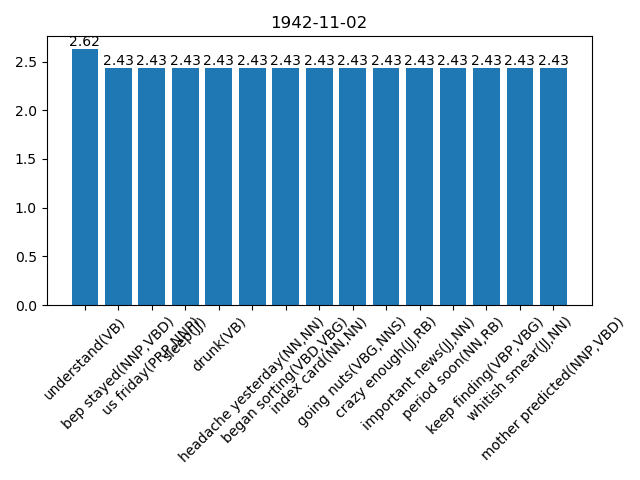 1942-11-02
2.62
2.43 2.43 2.43 2.43 2.43 2.43 2.43 2.43 2.43 2.43 2.43 2.43 2.43 2.43
2.5
2.0
1.5
1.0
0.5
0.0
understand(VB)
bep stayed(NNP,VBD)
us friday(PRP,NNP)
sleep(JJ)
drunk(VB)
headache yesterday(NN,NN)
began sorting(VBD,VBG)
index card(NN,NN)
going nuts(VBG,NNS)
crazy enough(JJ,RB)
important news(JJ,NN)
period soon(NN,RB)
keep finding(VBP,VBG)
whitish smear(JJ,NN)
mother predicted(NNP,VBD)